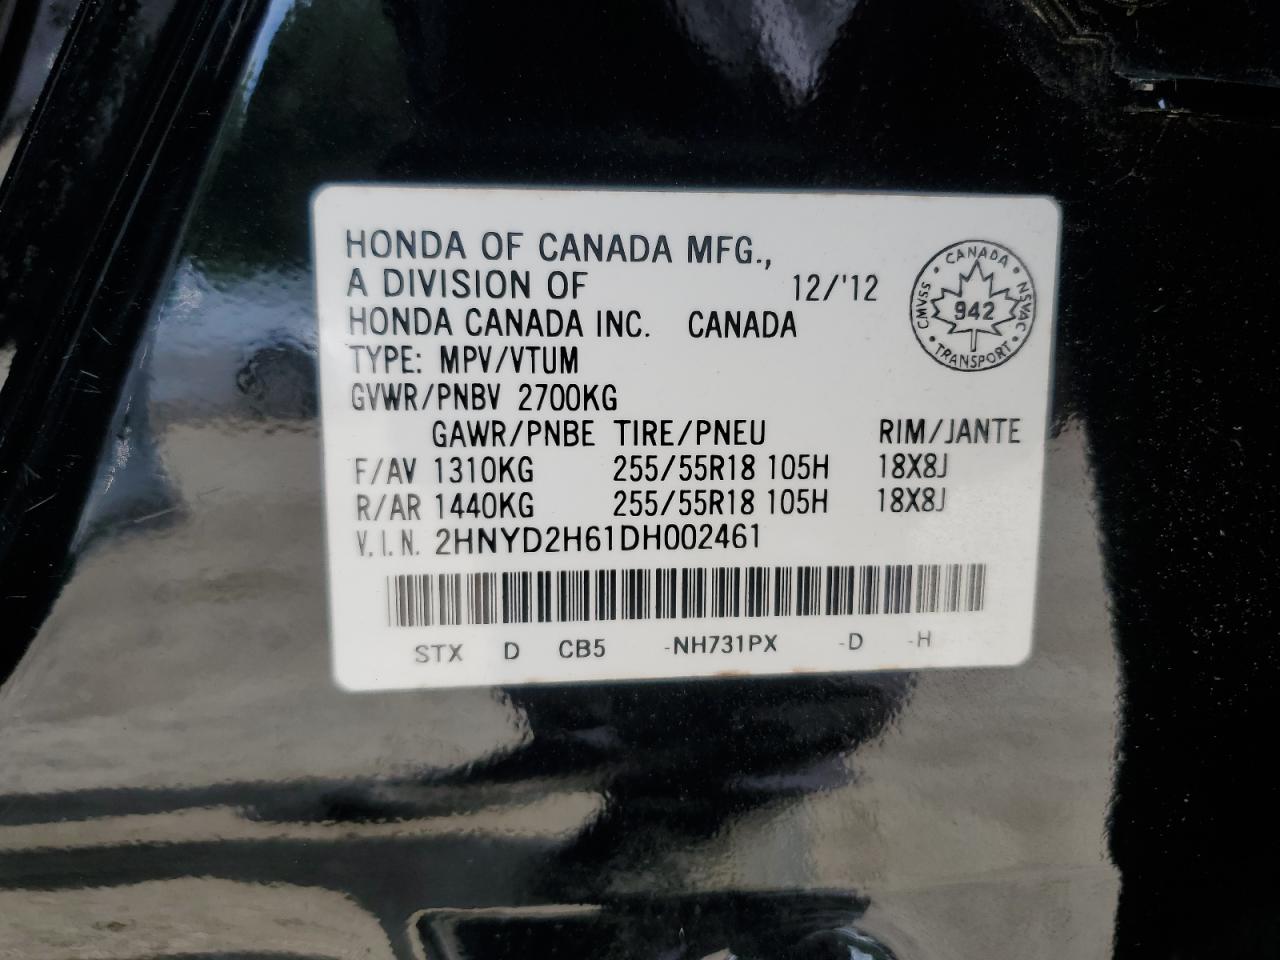 HONDA OF CANADA MFG.,
A DIVISION OF 12/'12
HONDA CANADA INC. CANADA
CANADA
CMVSS 942 NSVAC
TRANSPORT
TYPE: MPV/VTUM
GVWR/PNBV 2700KG
GAWR/PNBE TIRE/PNEU RIM/JANTE
F/AV 1310KG 255/55R18 105H 18X8J
R/AR 1440KG 255/55R18 105H 18X8J
V.I.N. 2HNYD2H61DH002461
STX D CB5 -NH731PX -D -H